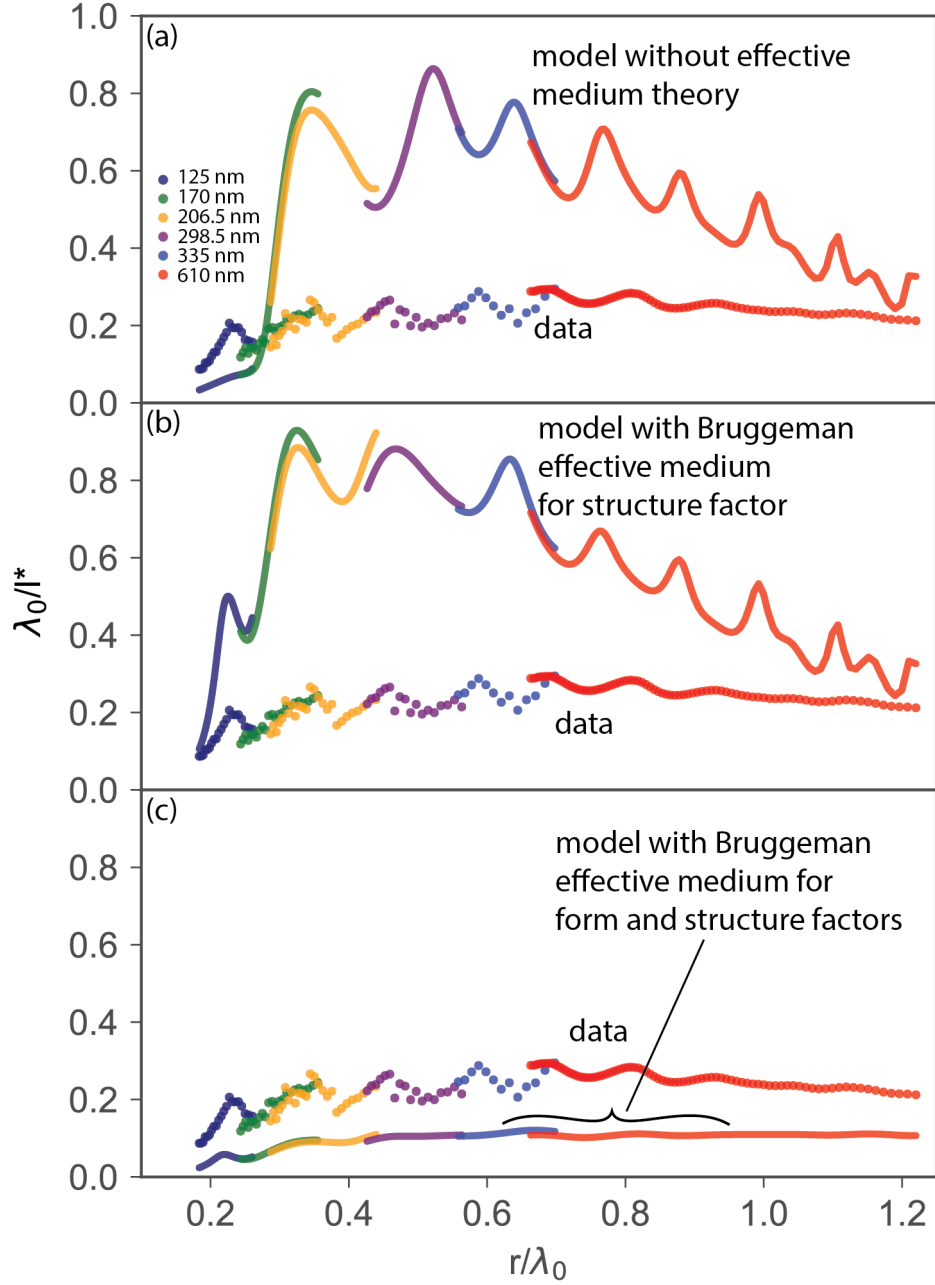 1.0
(a)
model without effective
medium theory
0.8
125 nm
170 nm
206.5 nm
298.5 nm
335 nm
610 nm
0.6
0.4
0.2
data
0.0
(b)
model with Bruggeman
effective medium
for structure factor
0.8
0.6
λ0/l*
0.4
0.2
data
0.0
(c)
model with Bruggeman
effective medium for
form and structure factors
0.8
0.6
0.4
data
0.2
0.0
0.2 0.4 0.6 0.8 1.0 1.2
r/λ0